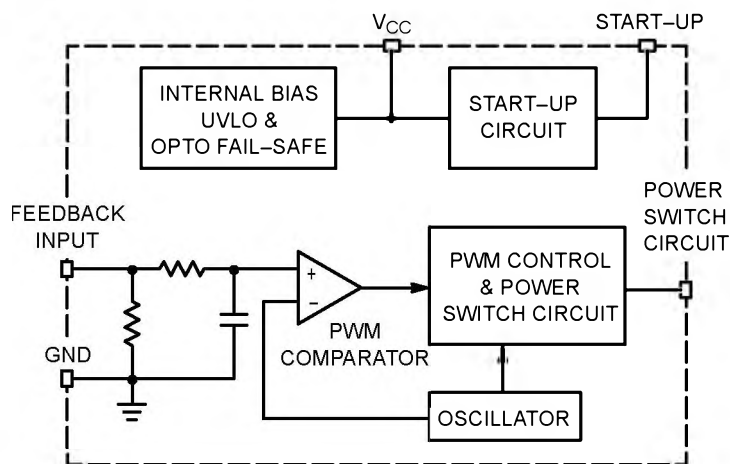 VCC
START–UP
INTERNAL BIAS
UVLO &
OPTO FAIL–SAFE
START–UP
CIRCUIT
POWER
SWITCH
CIRCUIT
FEEDBACK
INPUT
+
–
PWM
COMPARATOR
PWM CONTROL
& POWER
SWITCH CIRCUIT
GND
OSCILLATOR